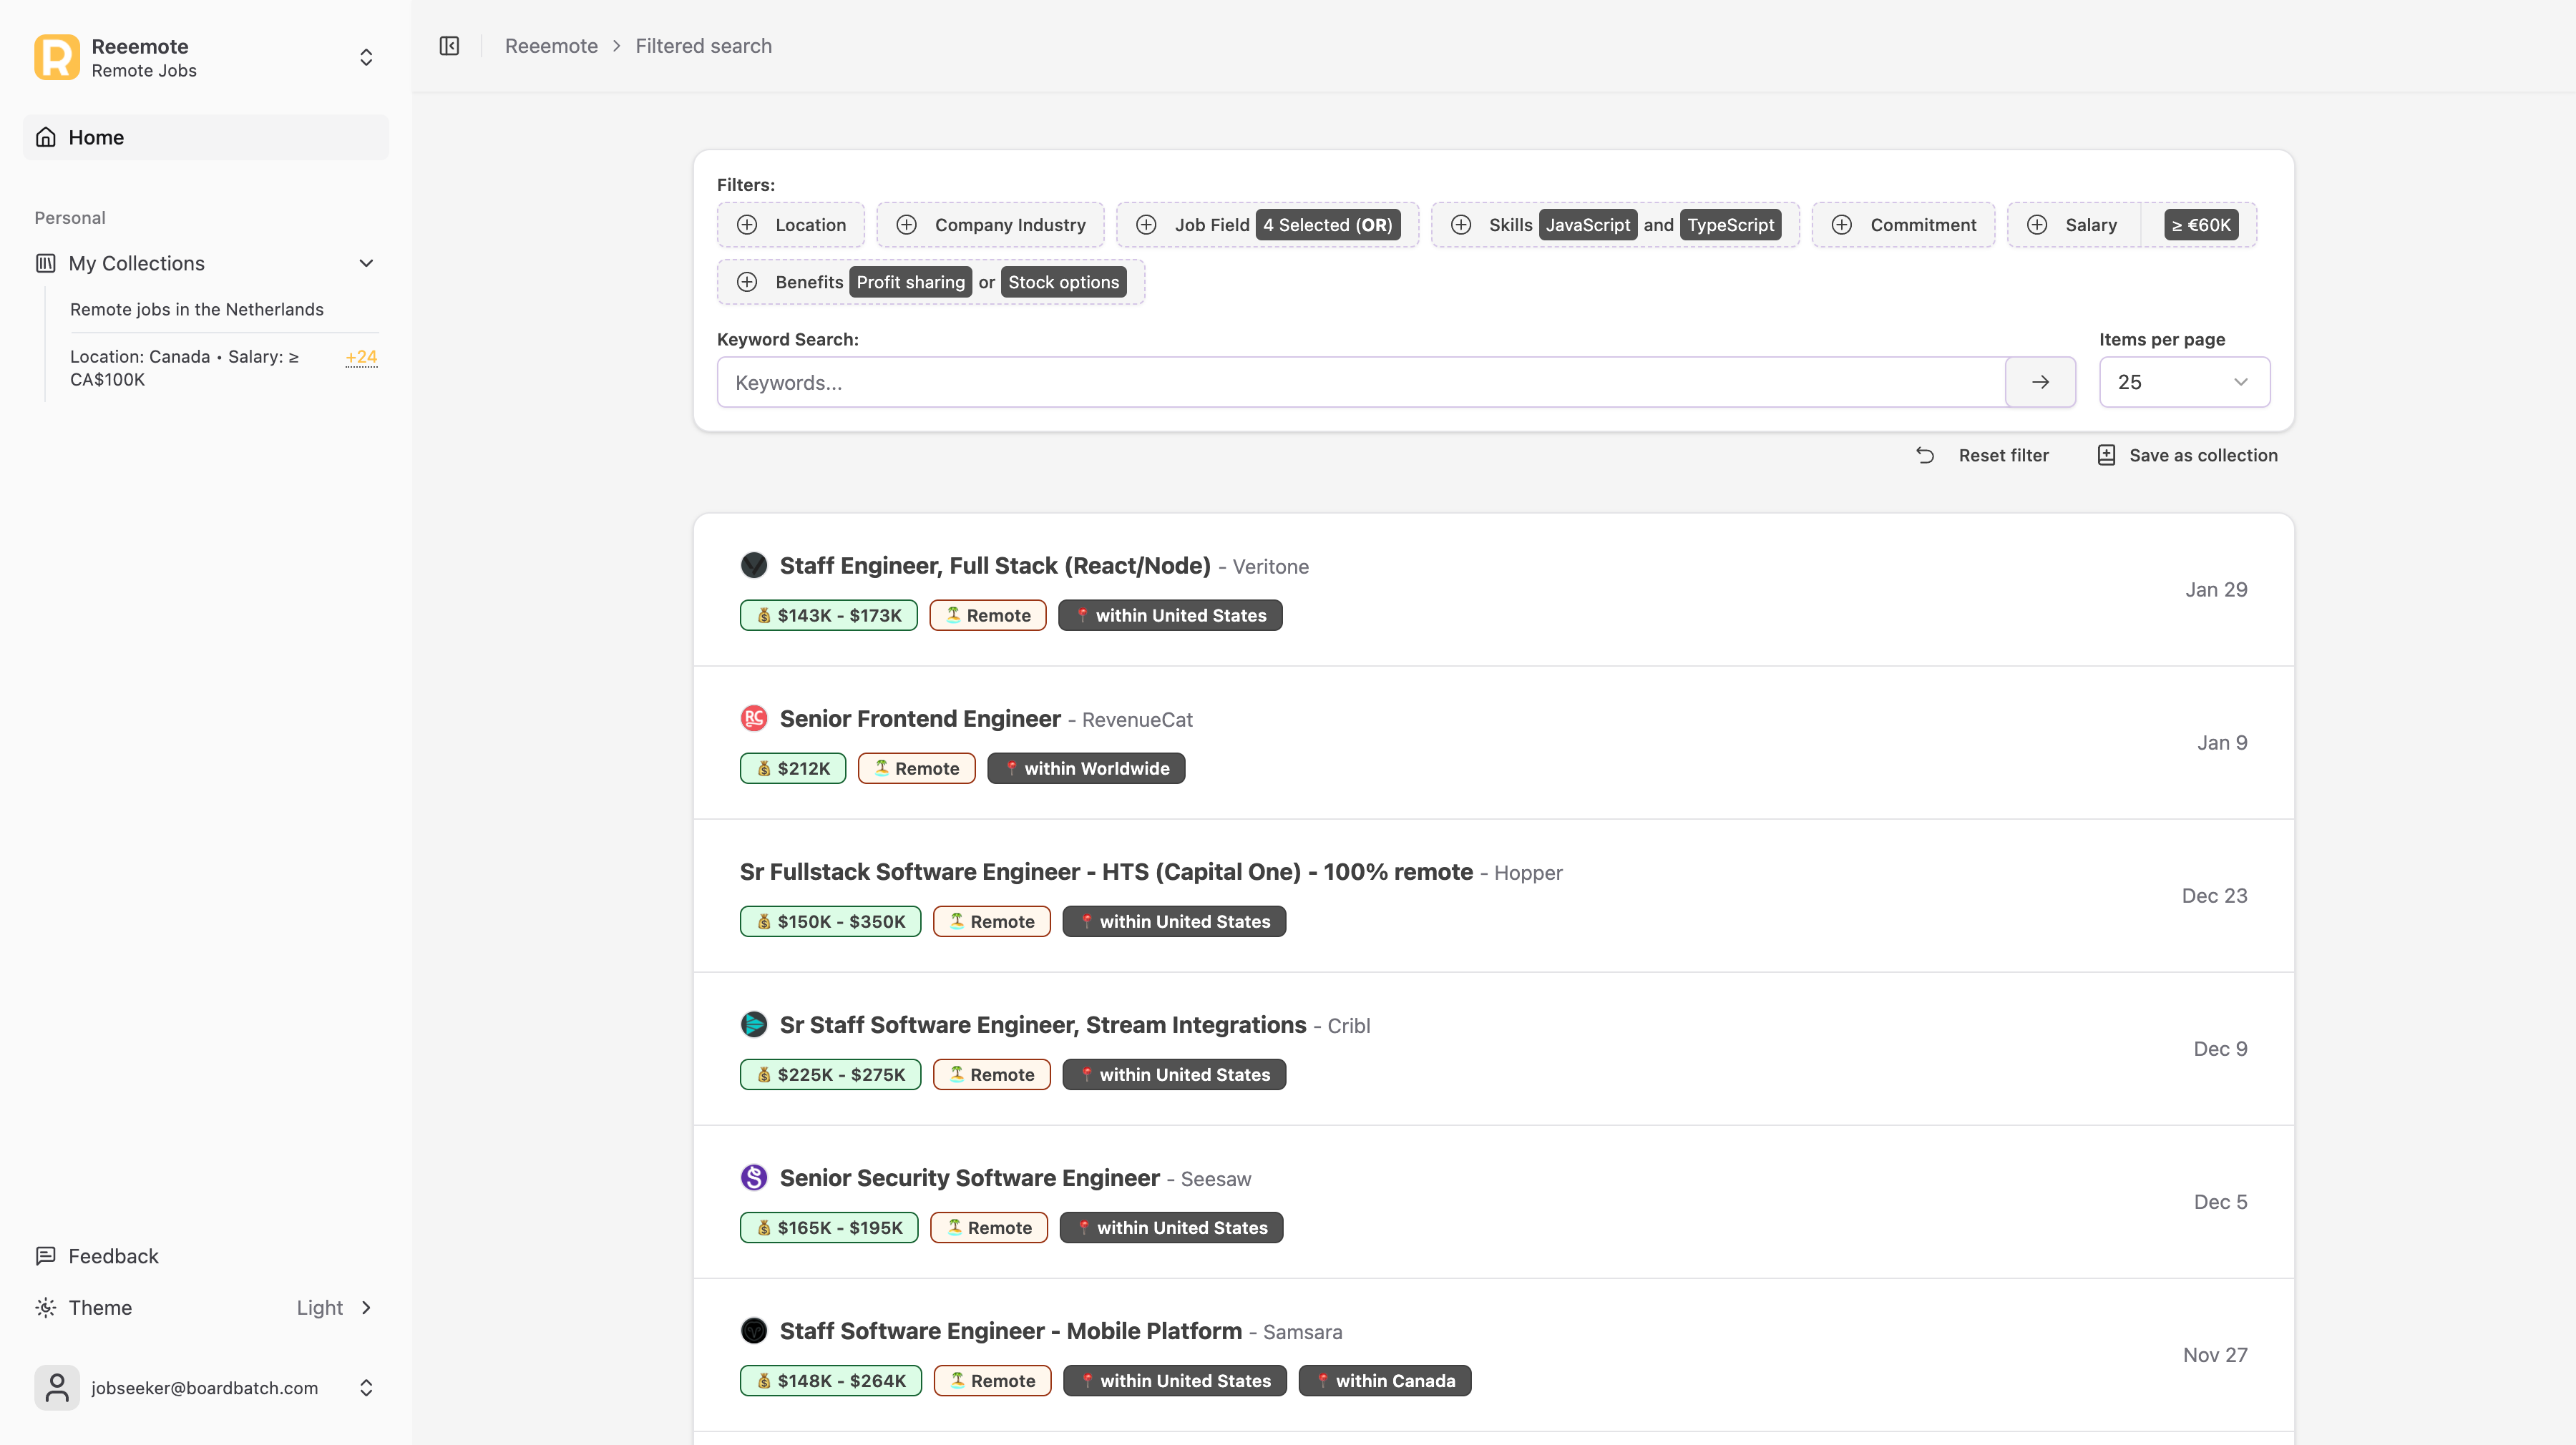 Reeemote
Remote Jobs
Home
Personal
My Collections
Remote jobs in the Netherlands
Location: Canada • Salary: ≥ CA$100K +24
Feedback
Theme Light
jobseeker@boardbatch.com
Reeemote > Filtered search
Filters:
Location Company Industry Job Field 4 Selected (OR) Skills JavaScript and TypeScript Commitment Salary ≥ €60K
Benefits Profit sharing or Stock options
Keyword Search: Items per page
Keywords... 25
Reset filter Save as collection
Staff Engineer, Full Stack (React/Node) - Veritone
Jan 29
$143K - $173K Remote within United States
Senior Frontend Engineer - RevenueCat
Jan 9
$212K Remote within Worldwide
Sr Fullstack Software Engineer - HTS (Capital One) - 100% remote - Hopper
Dec 23
$150K - $350K Remote within United States
Sr Staff Software Engineer, Stream Integrations - Cribl
Dec 9
$225K - $275K Remote within United States
Senior Security Software Engineer - Seesaw
Dec 5
$165K - $195K Remote within United States
Staff Software Engineer - Mobile Platform - Samsara
Nov 27
$148K - $264K Remote within United States within Canada